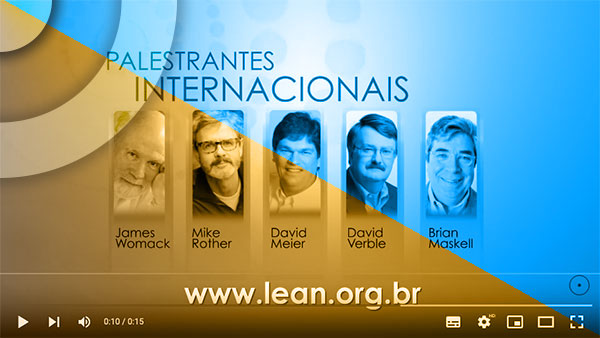 PALESTRANTES
INTERNACIONAIS
James
Womack
Mike
Rother
David
Meier
David
Verble
Brian
Maskell
www.lean.org.br
0:10 / 0:15
HD